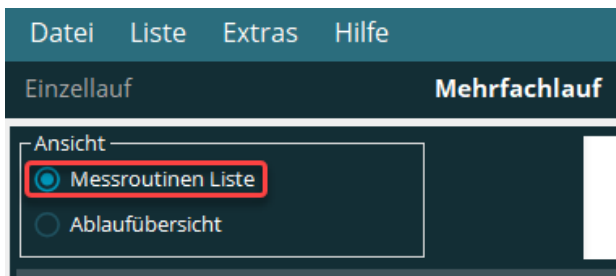 Datei Liste Extras Hilfe
Einzellauf Mehrfachlauf
Ansicht
Messroutinen Liste
Ablaufübersicht